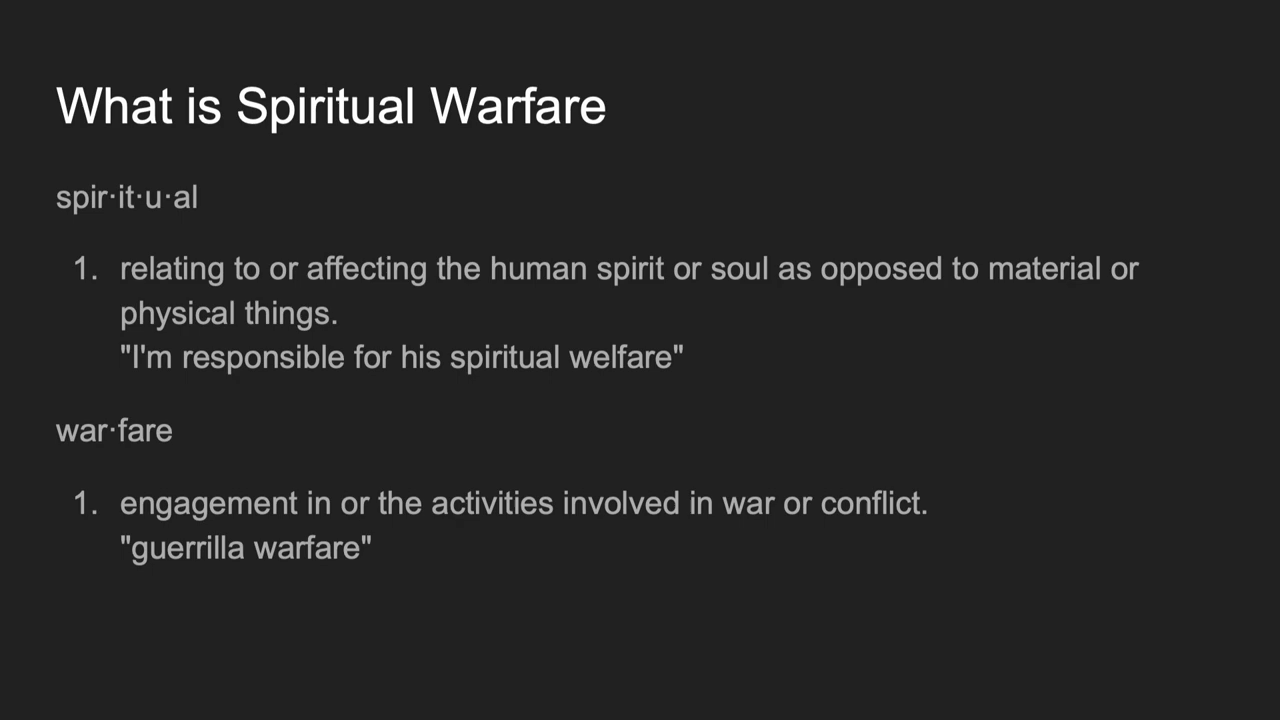 What is Spiritual Warfare
spir·it·u·al
1. relating to or affecting the human spirit or soul as opposed to material or
physical things.
"I'm responsible for his spiritual welfare"
war·fare
1. engagement in or the activities involved in war or conflict.
"guerrilla warfare"